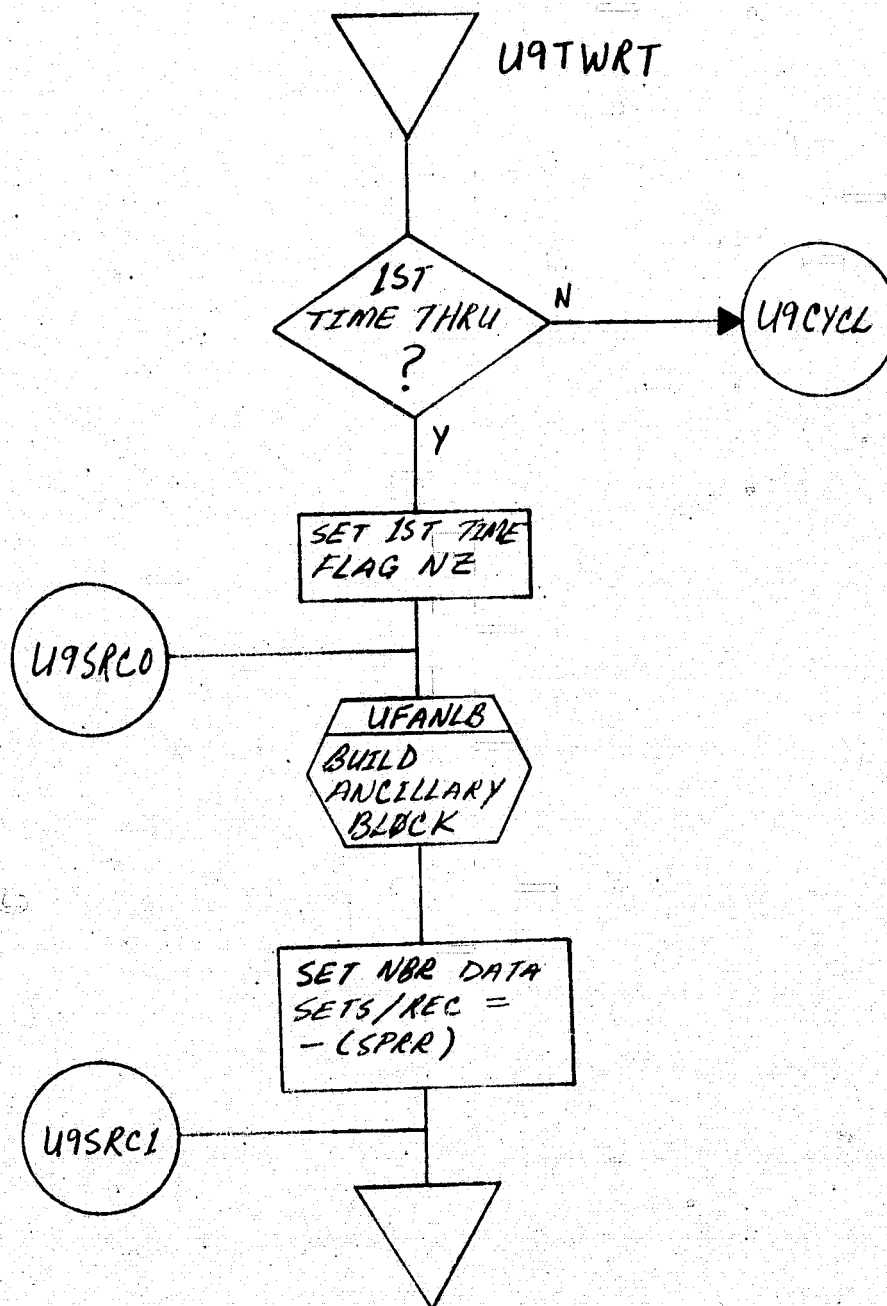 U9TWRT
1ST
TIME THRU
?
N
U9CYCL
Y
SET 1ST TIME
FLAG NZ
U9SRC0
UFANLB
BUILD
ANCILLARY
BLØCK
SET NBR DATA
SETS/REC =
- (SPRR)
U9SRC1